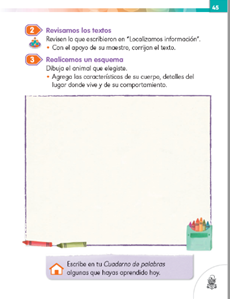 65
2 Revisamos los textos
Revisen lo que escribieron en "Localizamos información".
• Con el apoyo de su maestro, corrijan el texto.
3 Realicemos un esquema
Dibuja el animal que elegiste.
• Agrega las características de su cuerpo, detalles del
lugar donde vive y de su comportamiento.
Escribe en tu Cuaderno de palabras
algunas que hayas aprendido hoy.